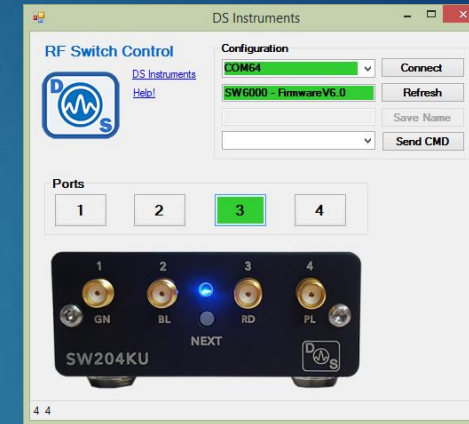 DS Instruments
RF Switch Control
DS Instruments
Help!
D S
Configuration
COM64
Connect
SW6000 - FirmwareV6.0
Refresh
Save Name
Send CMD
Ports
1 2 3 4
1 2 3 4
GN BL RD PL
NEXT
SW204KU
D S
4 4